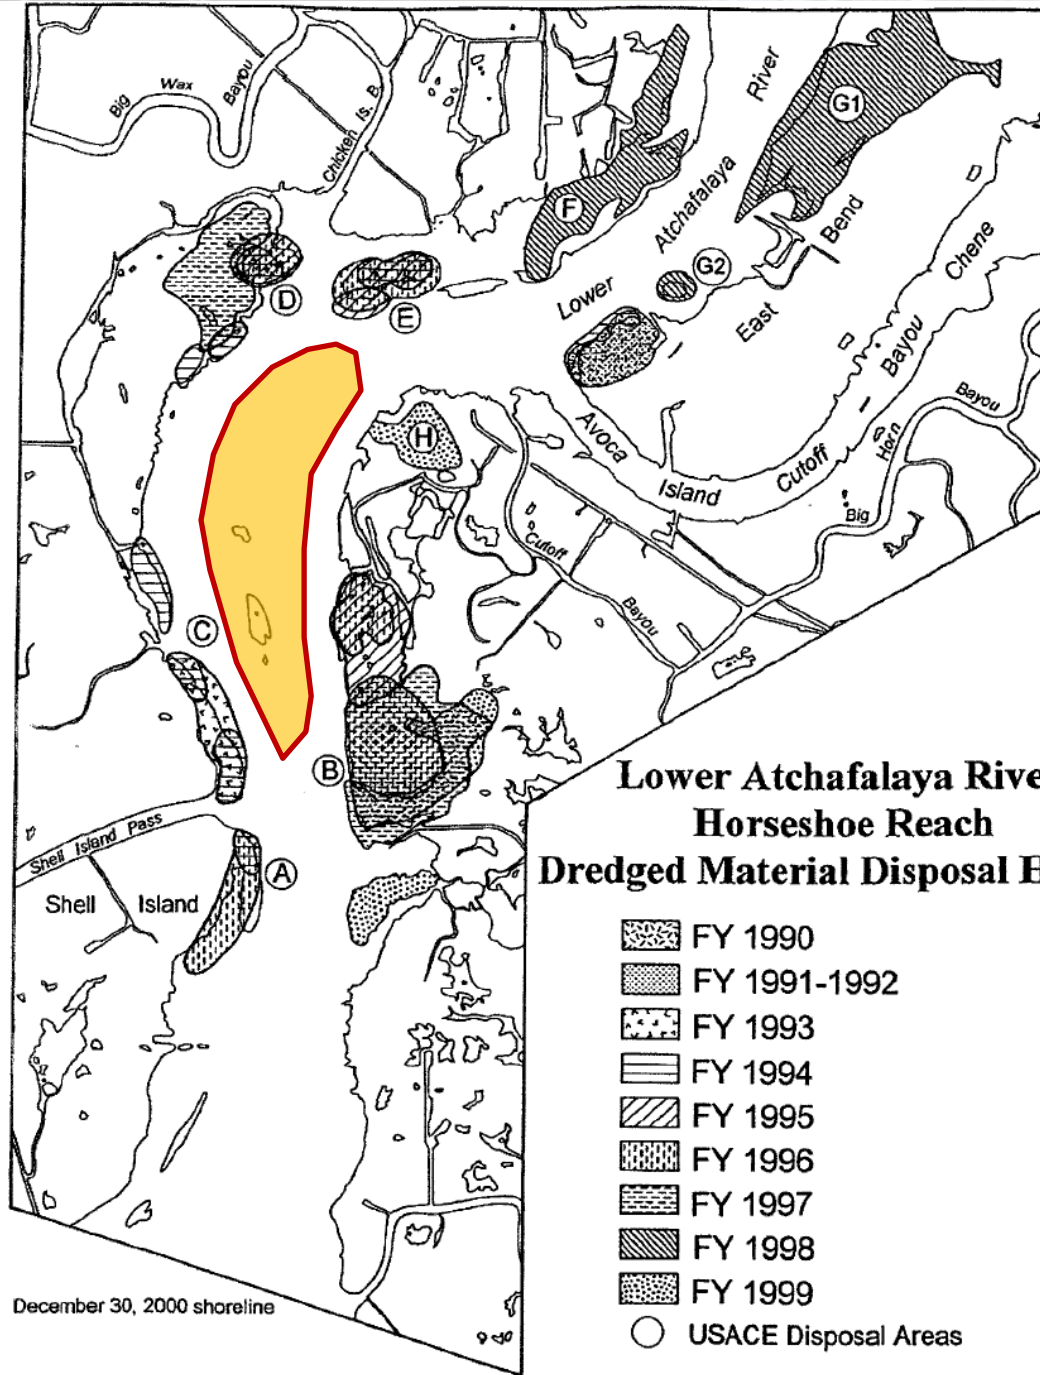 Big Wax Bayou
Chicken Is. B.
River
G1
F
Atchafalaya
Bend
G2
D
E
Lower
East
Chene
Bayou
H
Avoca
Island
Cutoff
Horn
Bayou
Big
Cutoff
Bayou
C
B
Shell Island Pass
A
Shell Island
Lower Atchafalaya Rive
Horseshoe Reach
Dredged Material Disposal H
FY 1990
FY 1991-1992
FY 1993
FY 1994
FY 1995
FY 1996
FY 1997
FY 1998
FY 1999
USACE Disposal Areas
December 30, 2000 shoreline